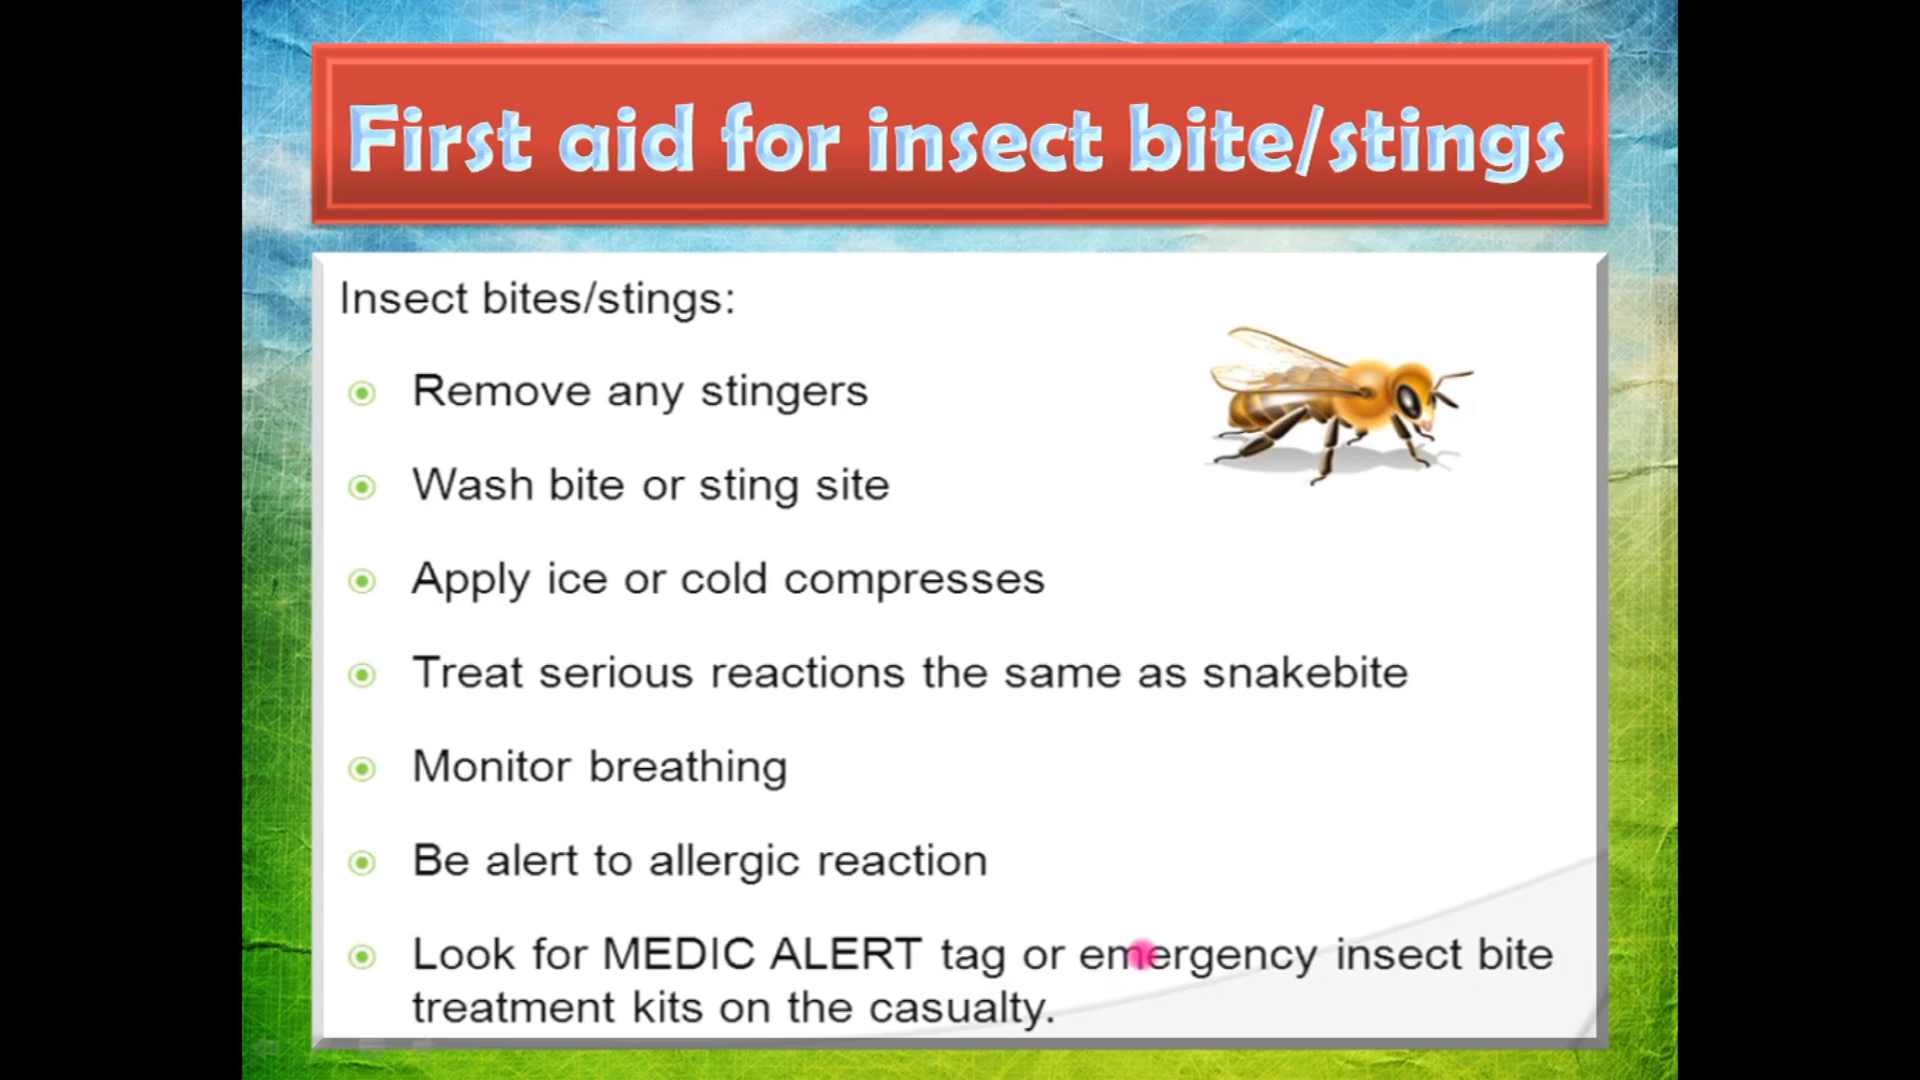 First aid for insect bite/stings
Insect bites/stings:
Remove any stingers
Wash bite or sting site
Apply ice or cold compresses
Treat serious reactions the same as snakebite
Monitor breathing
Be alert to allergic reaction
Look for MEDIC ALERT tag or emergency insect bite
treatment kits on the casualty.